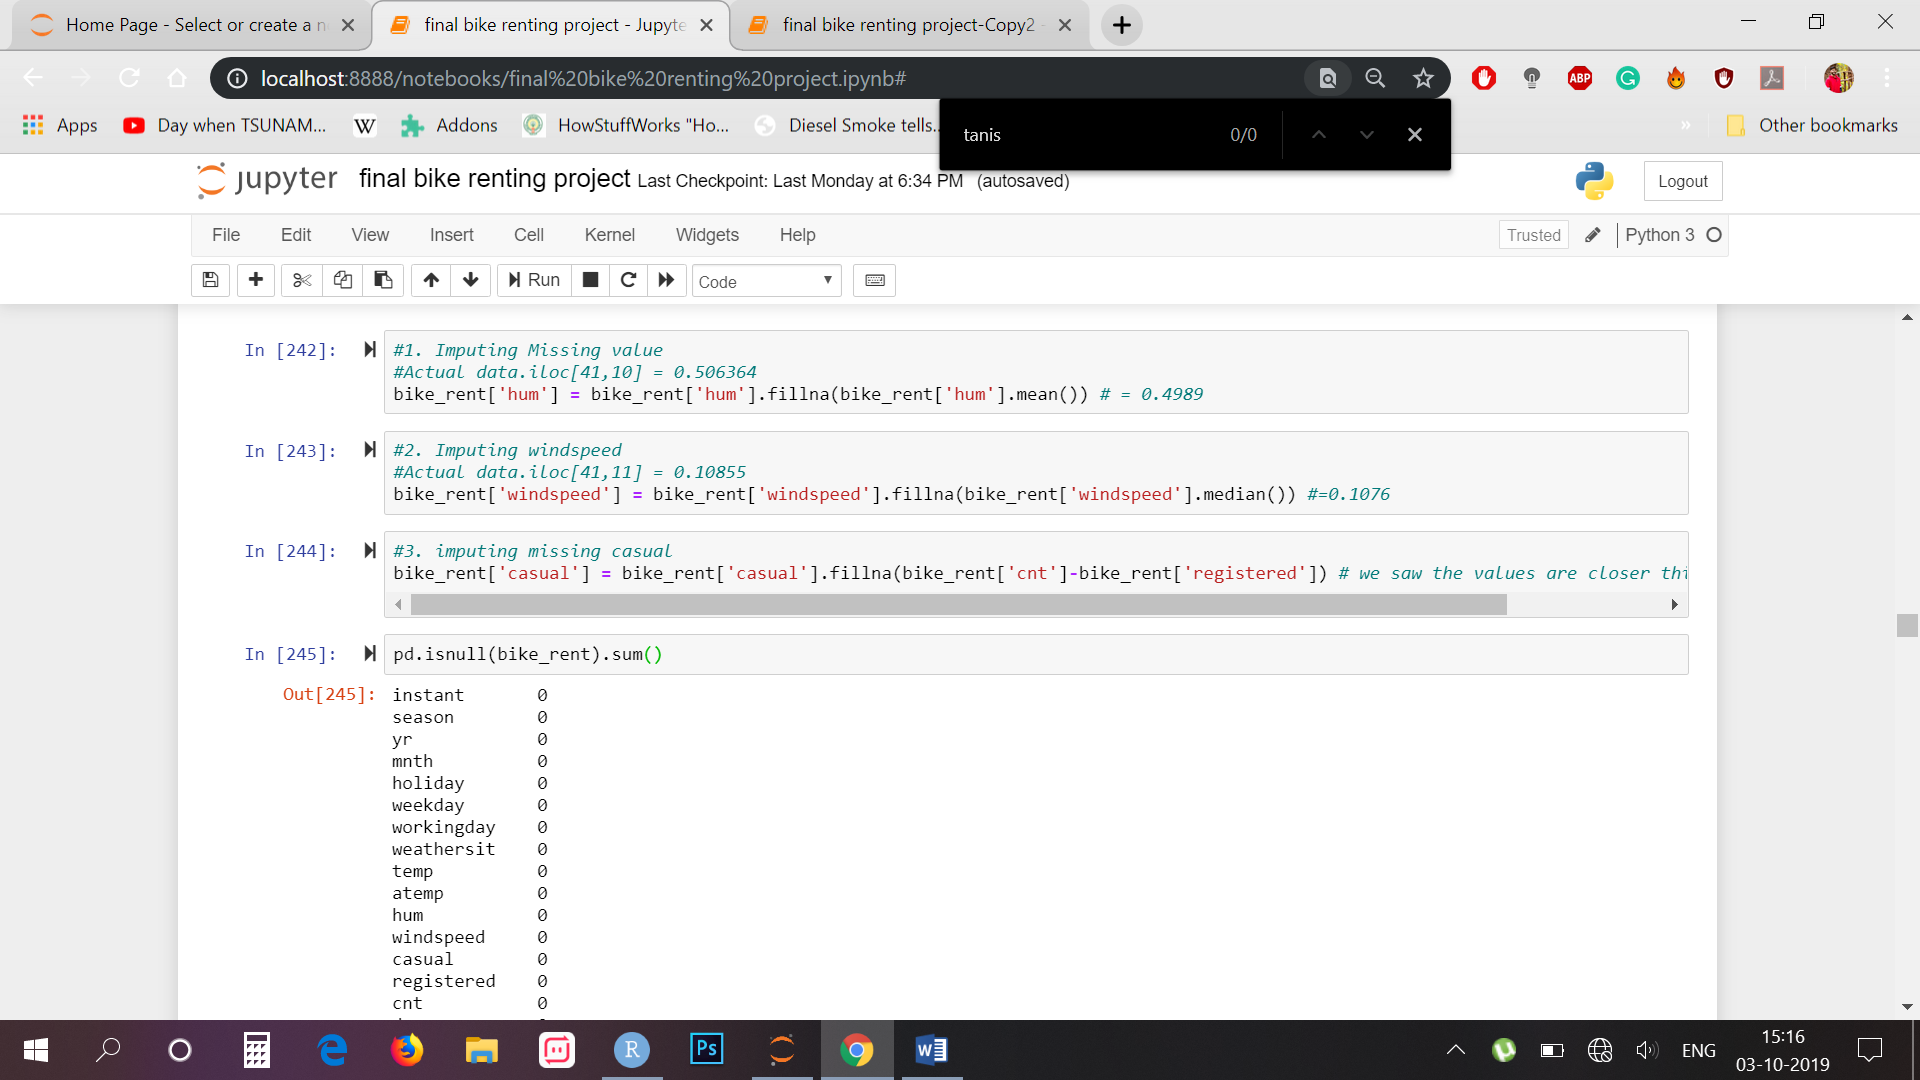 Home Page - Select or create a n
final bike renting project - Jupyte
final bike renting project-Copy2 -
localhost:8888/notebooks/final%20bike%20renting%20project.ipynb#
ABP
Apps
Day when TSUNAM...
W
Addons
HowStuffWorks "Ho...
Diesel Smoke tells...
Other bookmarks
tanis 0/0
jupyter final bike renting project Last Checkpoint: Last Monday at 6:34 PM (autosaved)
Logout
File Edit View Insert Cell Kernel Widgets Help
Trusted Python 3
Run Code
In [242]: #1. Imputing Missing value
#Actual data.iloc[41,10] = 0.506364
bike_rent['hum'] = bike_rent['hum'].fillna(bike_rent['hum'].mean()) # = 0.4989
In [243]: #2. Imputing windspeed
#Actual data.iloc[41,11] = 0.10855
bike_rent['windspeed'] = bike_rent['windspeed'].fillna(bike_rent['windspeed'].median()) #=0.1076
In [244]: #3. imputing missing casual
bike_rent['casual'] = bike_rent['casual'].fillna(bike_rent['cnt']-bike_rent['registered']) # we saw the values are closer thi
In [245]: pd.isnull(bike_rent).sum()
Out[245]: instant 0
season 0
yr 0
mnth 0
holiday 0
weekday 0
workingday 0
weathersit 0
temp 0
atemp 0
hum 0
windspeed 0
casual 0
registered 0
cnt 0
R
Ps
ENG
15:16
03-10-2019